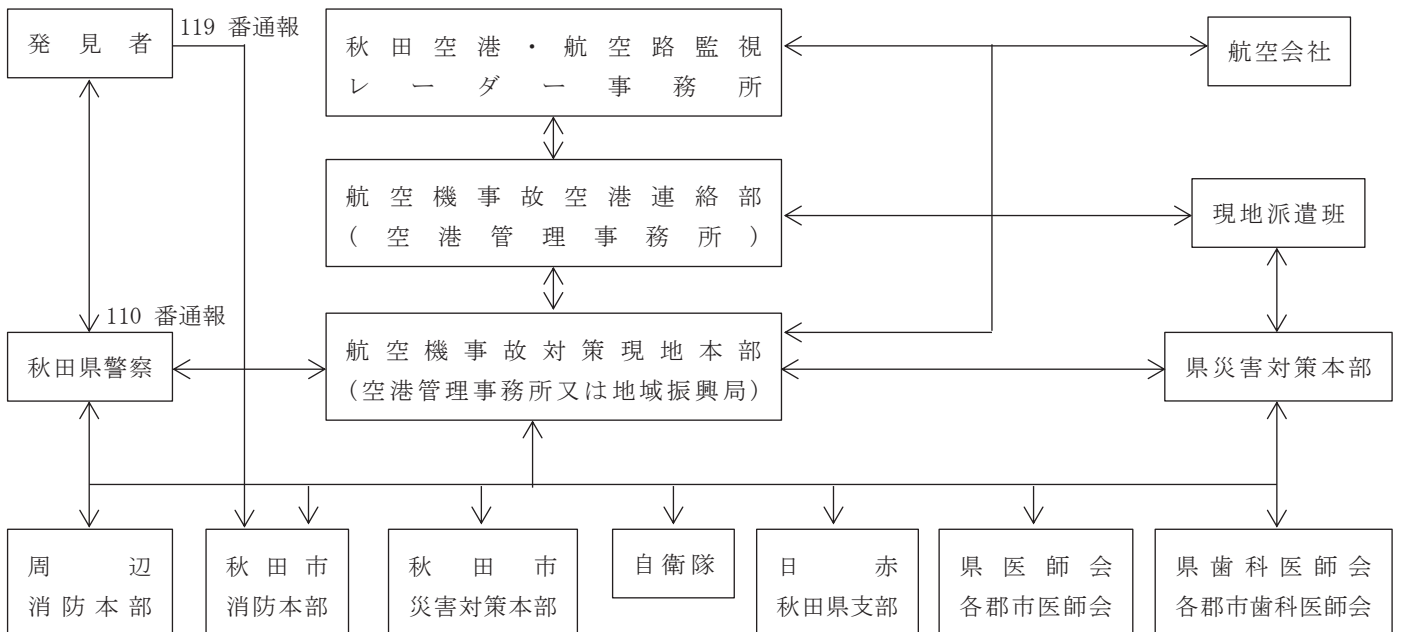 発見者
119 番通報
秋田空港・航空路監視
レーダー事務所
航空会社
航空機事故空港連絡部
(空港管理事務所)
現地派遣班
110 番通報
秋田県警察
航空機事故対策現地本部
(空港管理事務所又は地域振興局)
県災害対策本部
周辺
消防本部
秋田市
消防本部
秋田市
災害対策本部
自衛隊
日赤
秋田県支部
県医師会
各郡市医師会
県歯科医師会
各郡市歯科医師会